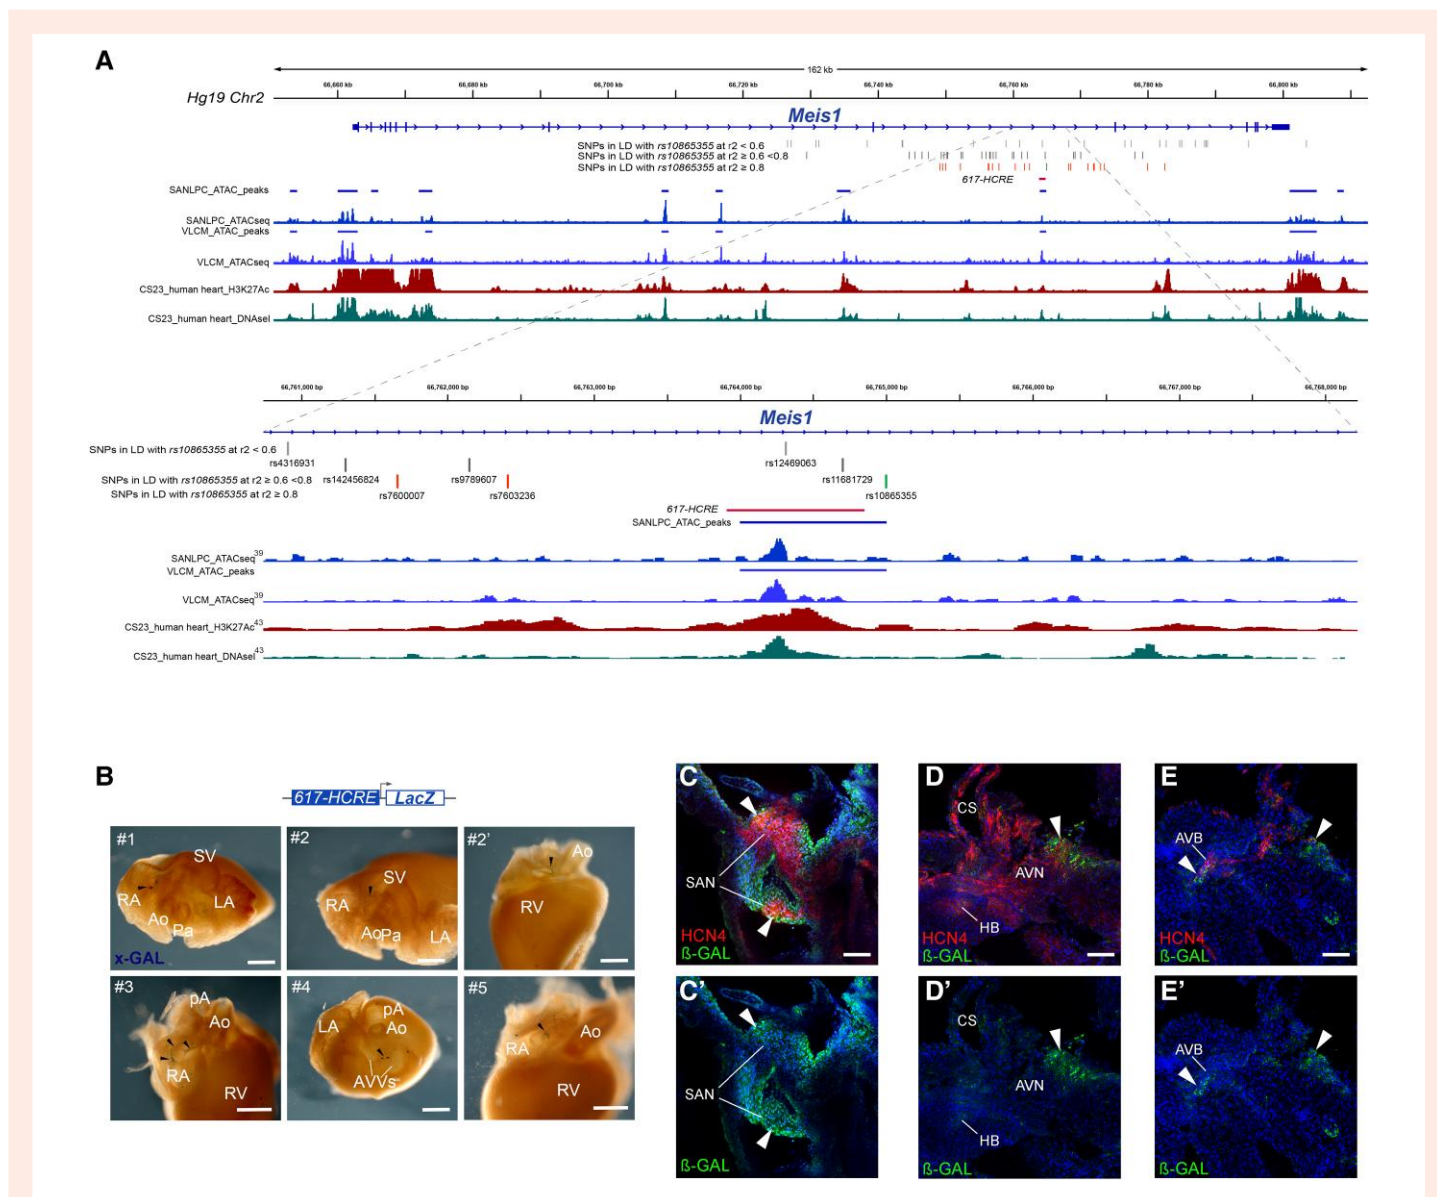 A
162 kb
66,660 kb 66,680 kb 66,700 kb 66,720 kb 66,740 kb 66,760 kb 66,780 kb 66,800 kb
Hg19 Chr2
Meis1
SNPs in LD with rs10865355 at r2 < 0.6
SNPs in LD with rs10865355 at r2 ≥ 0.6 <0.8
SNPs in LD with rs10865355 at r2 ≥ 0.8
617-HCRE
SANLPC_ATAC_peaks
SANLPC_ATACseq
VLCM_ATAC_peaks
VLCM_ATACseq
CS23_human heart_H3K27Ac
CS23_human heart_DNAseI
66,761,000 bp 66,762,000 bp 66,763,000 bp 66,764,000 bp 66,765,000 bp 66,766,000 bp 66,767,000 bp 66,768,000 bp
Meis1
SNPs in LD with rs10865355 at r2 < 0.6
rs4316931 rs12469063
SNPs in LD with rs10865355 at r2 ≥ 0.6 <0.8 rs142456824 rs9789607 rs11681729
SNPs in LD with rs10865355 at r2 ≥ 0.8 rs7600007 rs7603236 rs10865355
617-HCRE
SANLPC_ATAC_peaks
SANLPC_ATACseq39
VLCM_ATAC_peaks
VLCM_ATACseq39
CS23_human heart_H3K27Ac43
CS23_human heart_DNAseI43
B
617-HCRE LacZ
#1 SV RA LA Ao Pa x-GAL
#2 SV RA Ao Pa LA
#2' Ao RV
#3 pA Ao RA RV
#4 pA LA Ao AVVs
#5 Ao RA RV
C SAN HCN4 ß-GAL
D CS AVN HB HCN4 ß-GAL
E AVB HCN4 ß-GAL
C' SAN ß-GAL
D' CS AVN HB ß-GAL
E' AVB ß-GAL